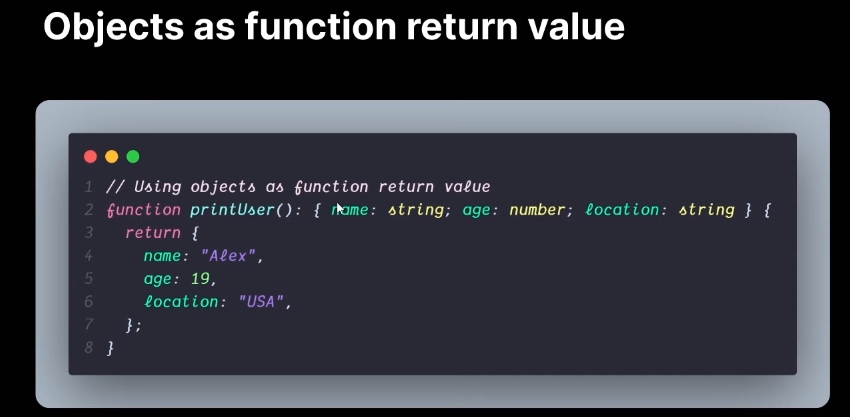 Objects as function return value
1 // Using objects as function return value
2 function printUser(): { name: string; age: number; location: string } {
3   return {
4     name: "Alex",
5     age: 19,
6     location: "USA",
7   };
8 }